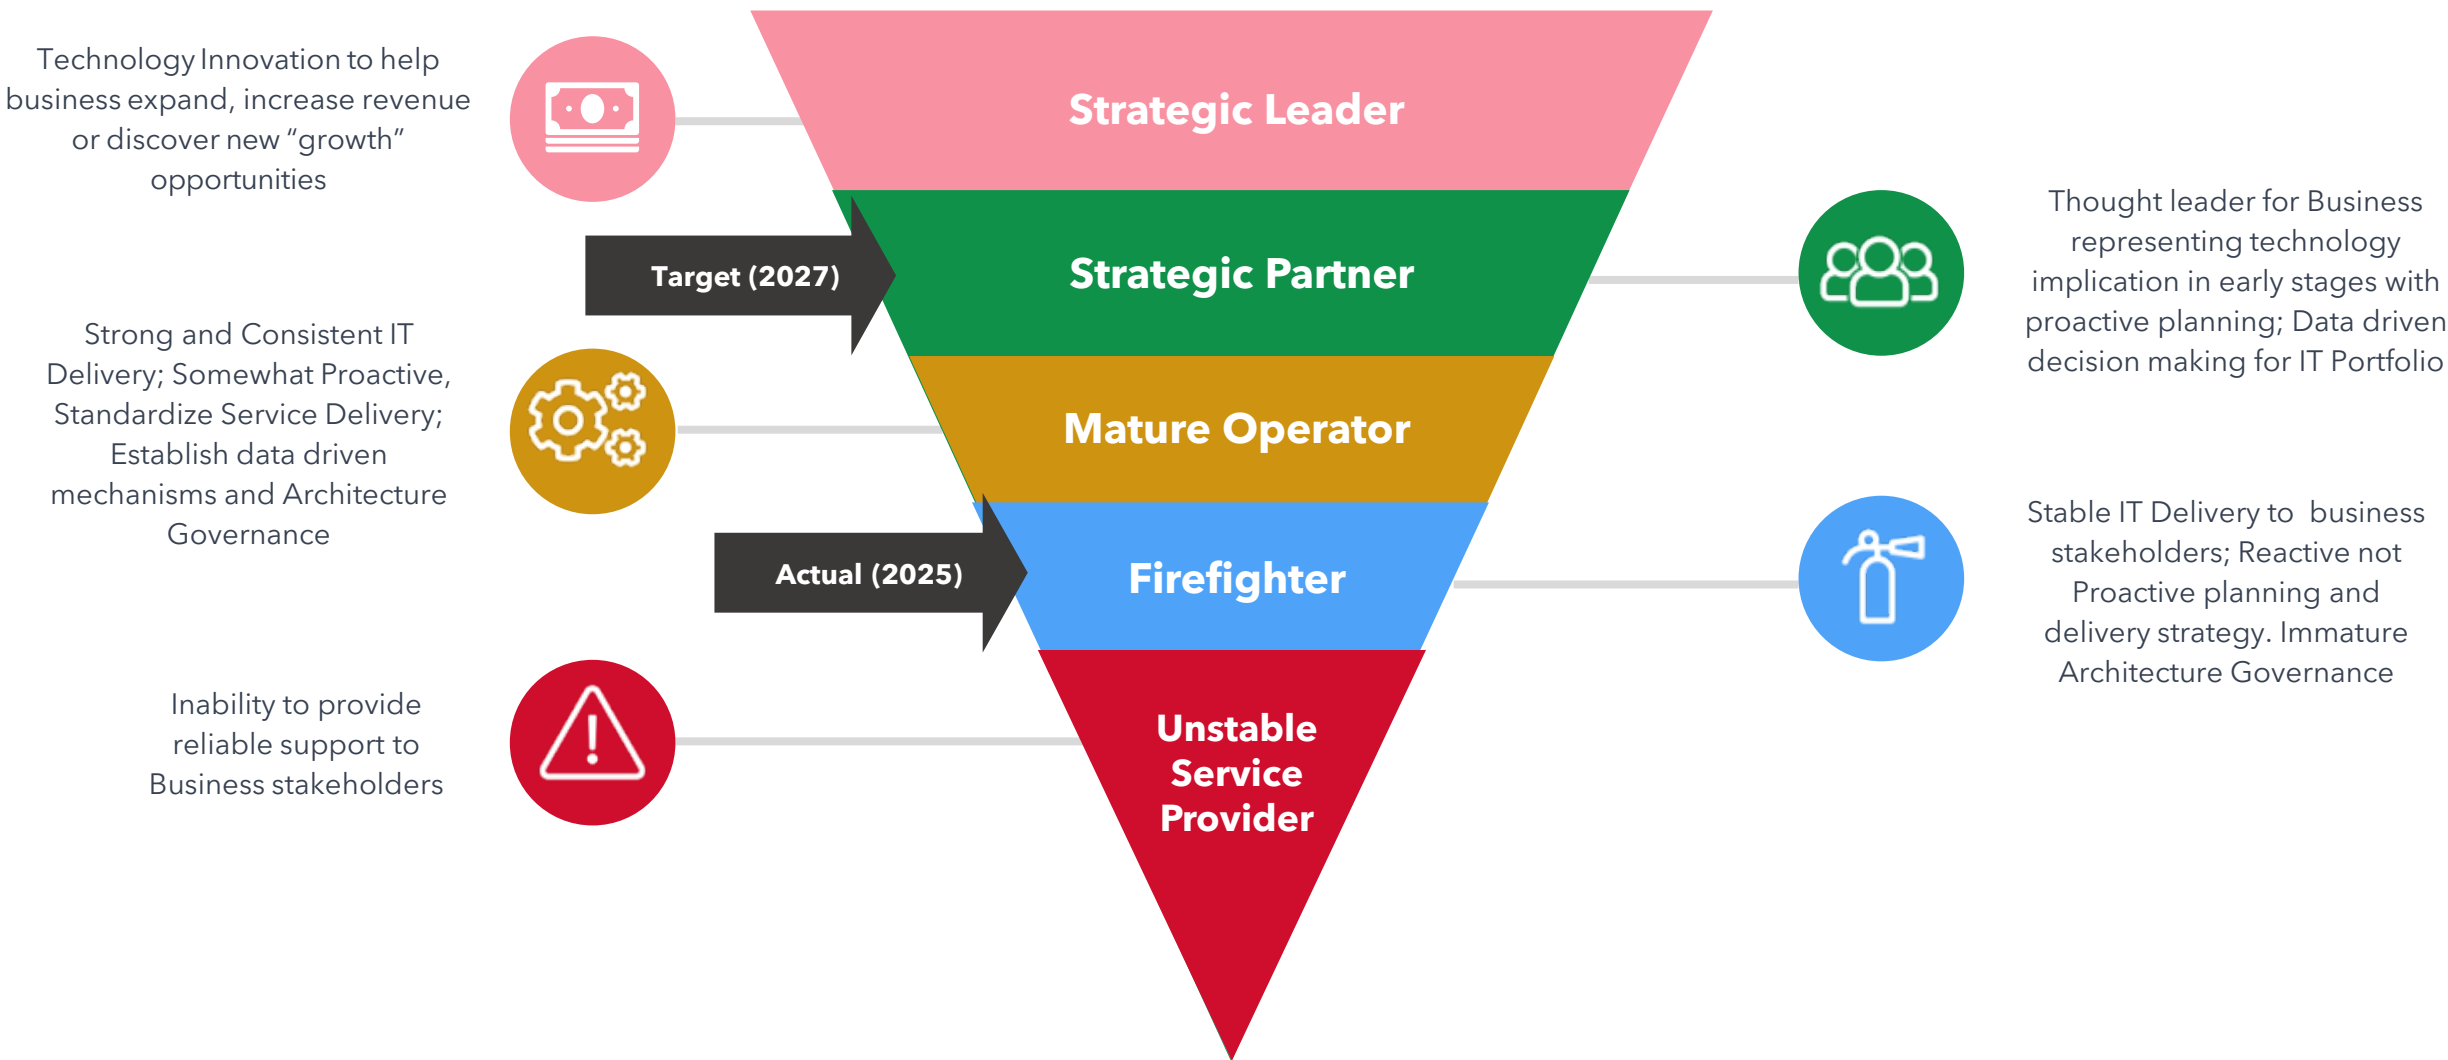 Technology Innovation to help
business expand, increase revenue
or discover new “growth”
opportunities
Strategic Leader
Target (2027)
Strategic Partner
Thought leader for Business
representing technology
implication in early stages with
proactive planning; Data driven
decision making for IT Portfolio
Strong and Consistent IT
Delivery; Somewhat Proactive,
Standardize Service Delivery;
Establish data driven
mechanisms and Architecture
Governance
Mature Operator
Actual (2025)
Firefighter
Stable IT Delivery to  business
stakeholders; Reactive not
Proactive planning and
delivery strategy. Immature
Architecture Governance
Inability to provide
reliable support to
Business stakeholders
Unstable
Service
Provider